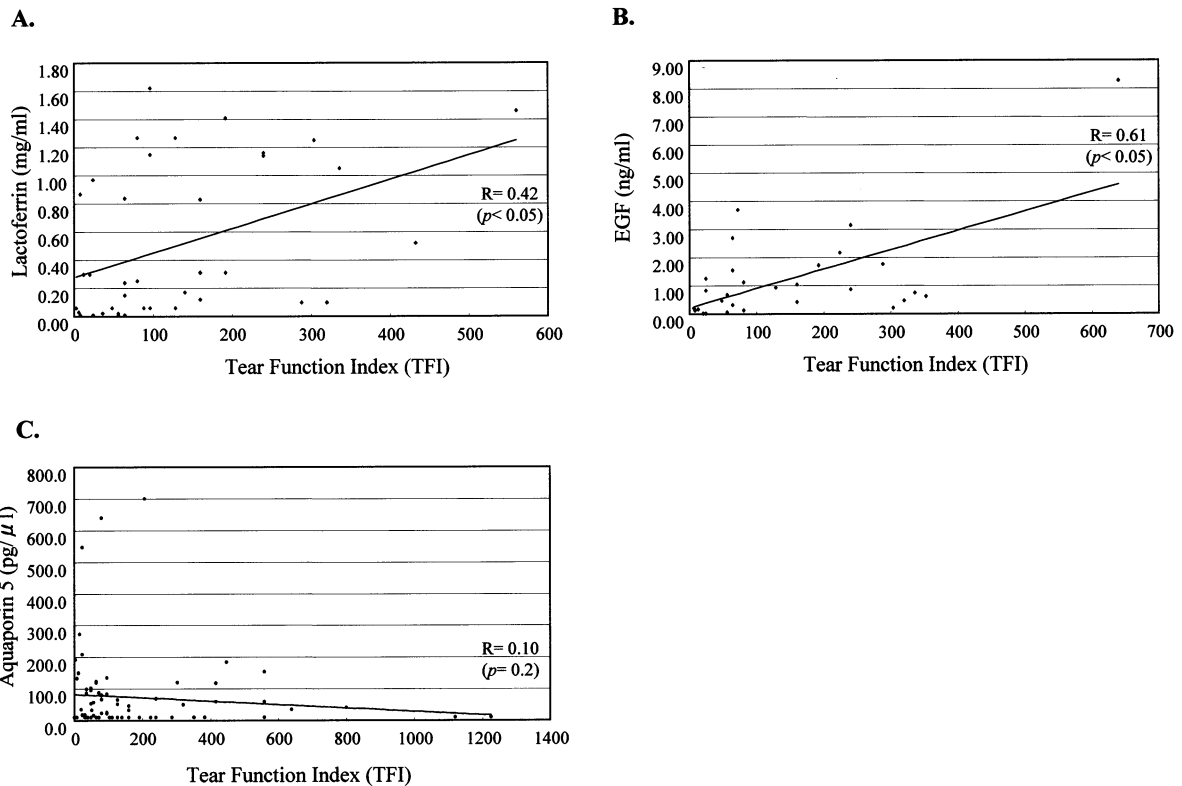 A.
1.80
1.60
1.40
1.20
1.00
0.80
0.60
0.40
0.20
0.00
Lactoferrin (mg/ml)
R= 0.42
(p< 0.05)
0 100 200 300 400 500 600
Tear Function Index (TFI)
B.
9.00
8.00
7.00
6.00
5.00
4.00
3.00
2.00
1.00
0.00
EGF (ng/ml)
R= 0.61
(p< 0.05)
0 100 200 300 400 500 600 700
Tear Function Index (TFI)
C.
800.0
700.0
600.0
500.0
400.0
300.0
200.0
100.0
0.0
Aquaporin 5 (pg/μl)
R= 0.10
(p= 0.2)
0 200 400 600 800 1000 1200 1400
Tear Function Index (TFI)